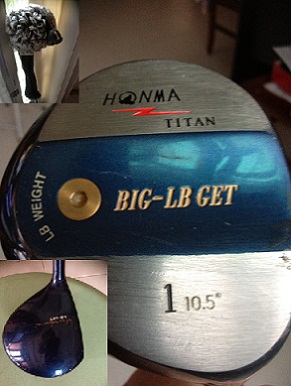 HONMA
TITAN
LB WEIGHT
BIG-LB GET
1 10.5°